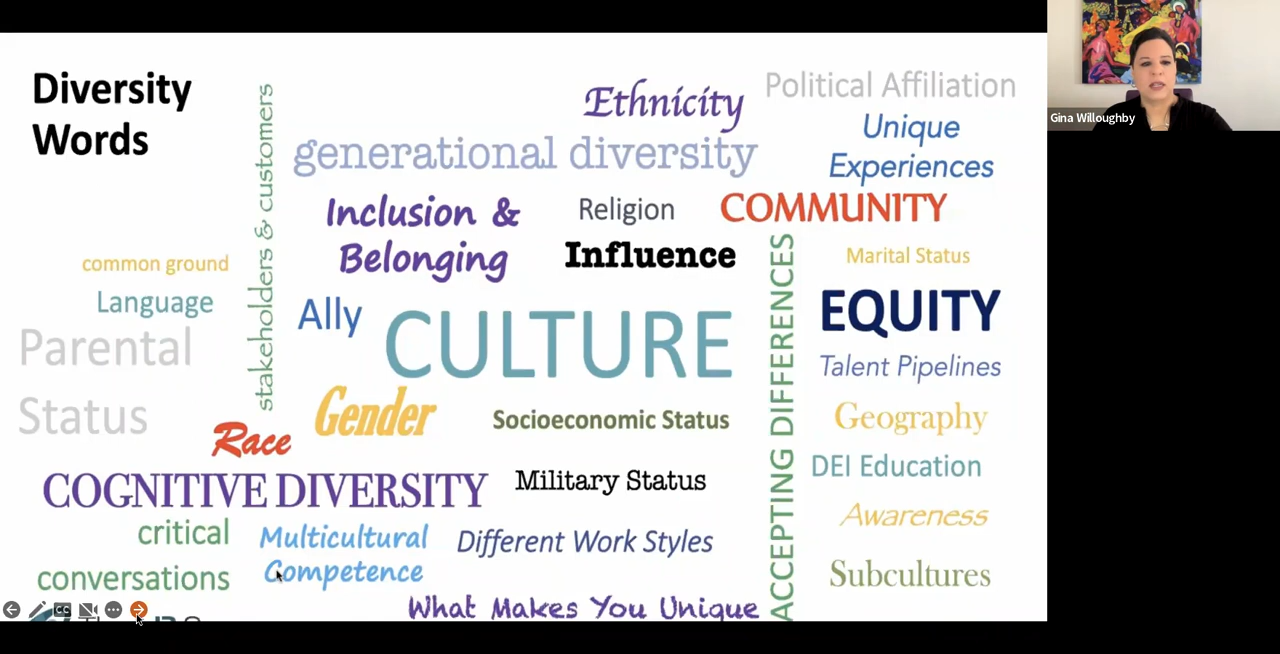 Diversity
Words
stakeholders & customers
Ethnicity
Political Affiliation
Unique
Experiences
generational diversity
Inclusion &
Belonging
Religion
COMMUNITY
Influence
Marital Status
common ground
Language
Ally
CULTURE
ACCEPTING DIFFERENCES
EQUITY
Parental
Status
Talent Pipelines
Gender
Socioeconomic Status
Geography
Race
COGNITIVE DIVERSITY
Military Status
DEI Education
critical
conversations
Multicultural
Competence
Different Work Styles
Awareness
Subcultures
What Makes You Unique
CC
Gina Willoughby